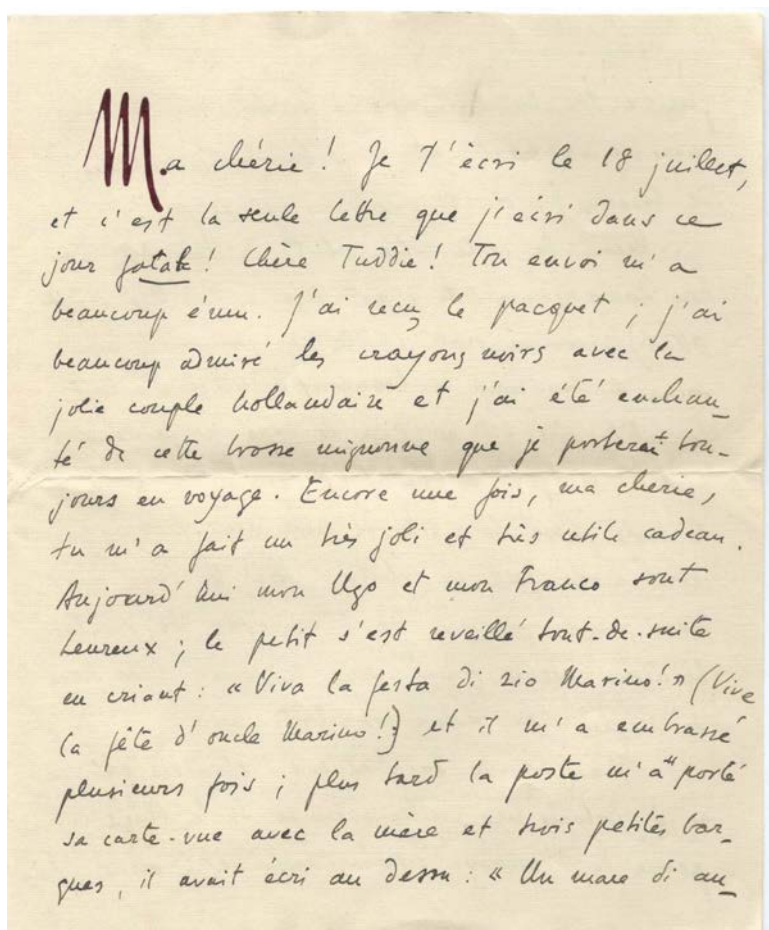 Ma chérie! Je t'écri le 18 juillet,
et c'est la seule lettre que j'écri dans ce
jour fatale! Chère Tuddie! Ton envoi m'a
beaucoup ému. J'ai reçu le pacquet; j'ai
beaucoup admiré les crayons noirs avec la
jolie couple hollandaise et j'ai été enchan-
té de cette brosse mignonne que je porterai tou-
jours en voyage. Encore une fois, ma cherie,
tu m'a fait un très joli et très utile cadeau.
Aujourd'hui mon Ugo et mon Franco sont
heureux; le petit s'est reveillé tout-de-suite
en criant: «Viva la festa di zio Marino!» (Vive
la fête d'oncle Marino!) et il m'a embrassé
plusieurs fois; plus tard la poste m'a porté
sa carte-vue avec la mère et trois petites bar-
ques, il avait écri au dessu: «Un mare di au-